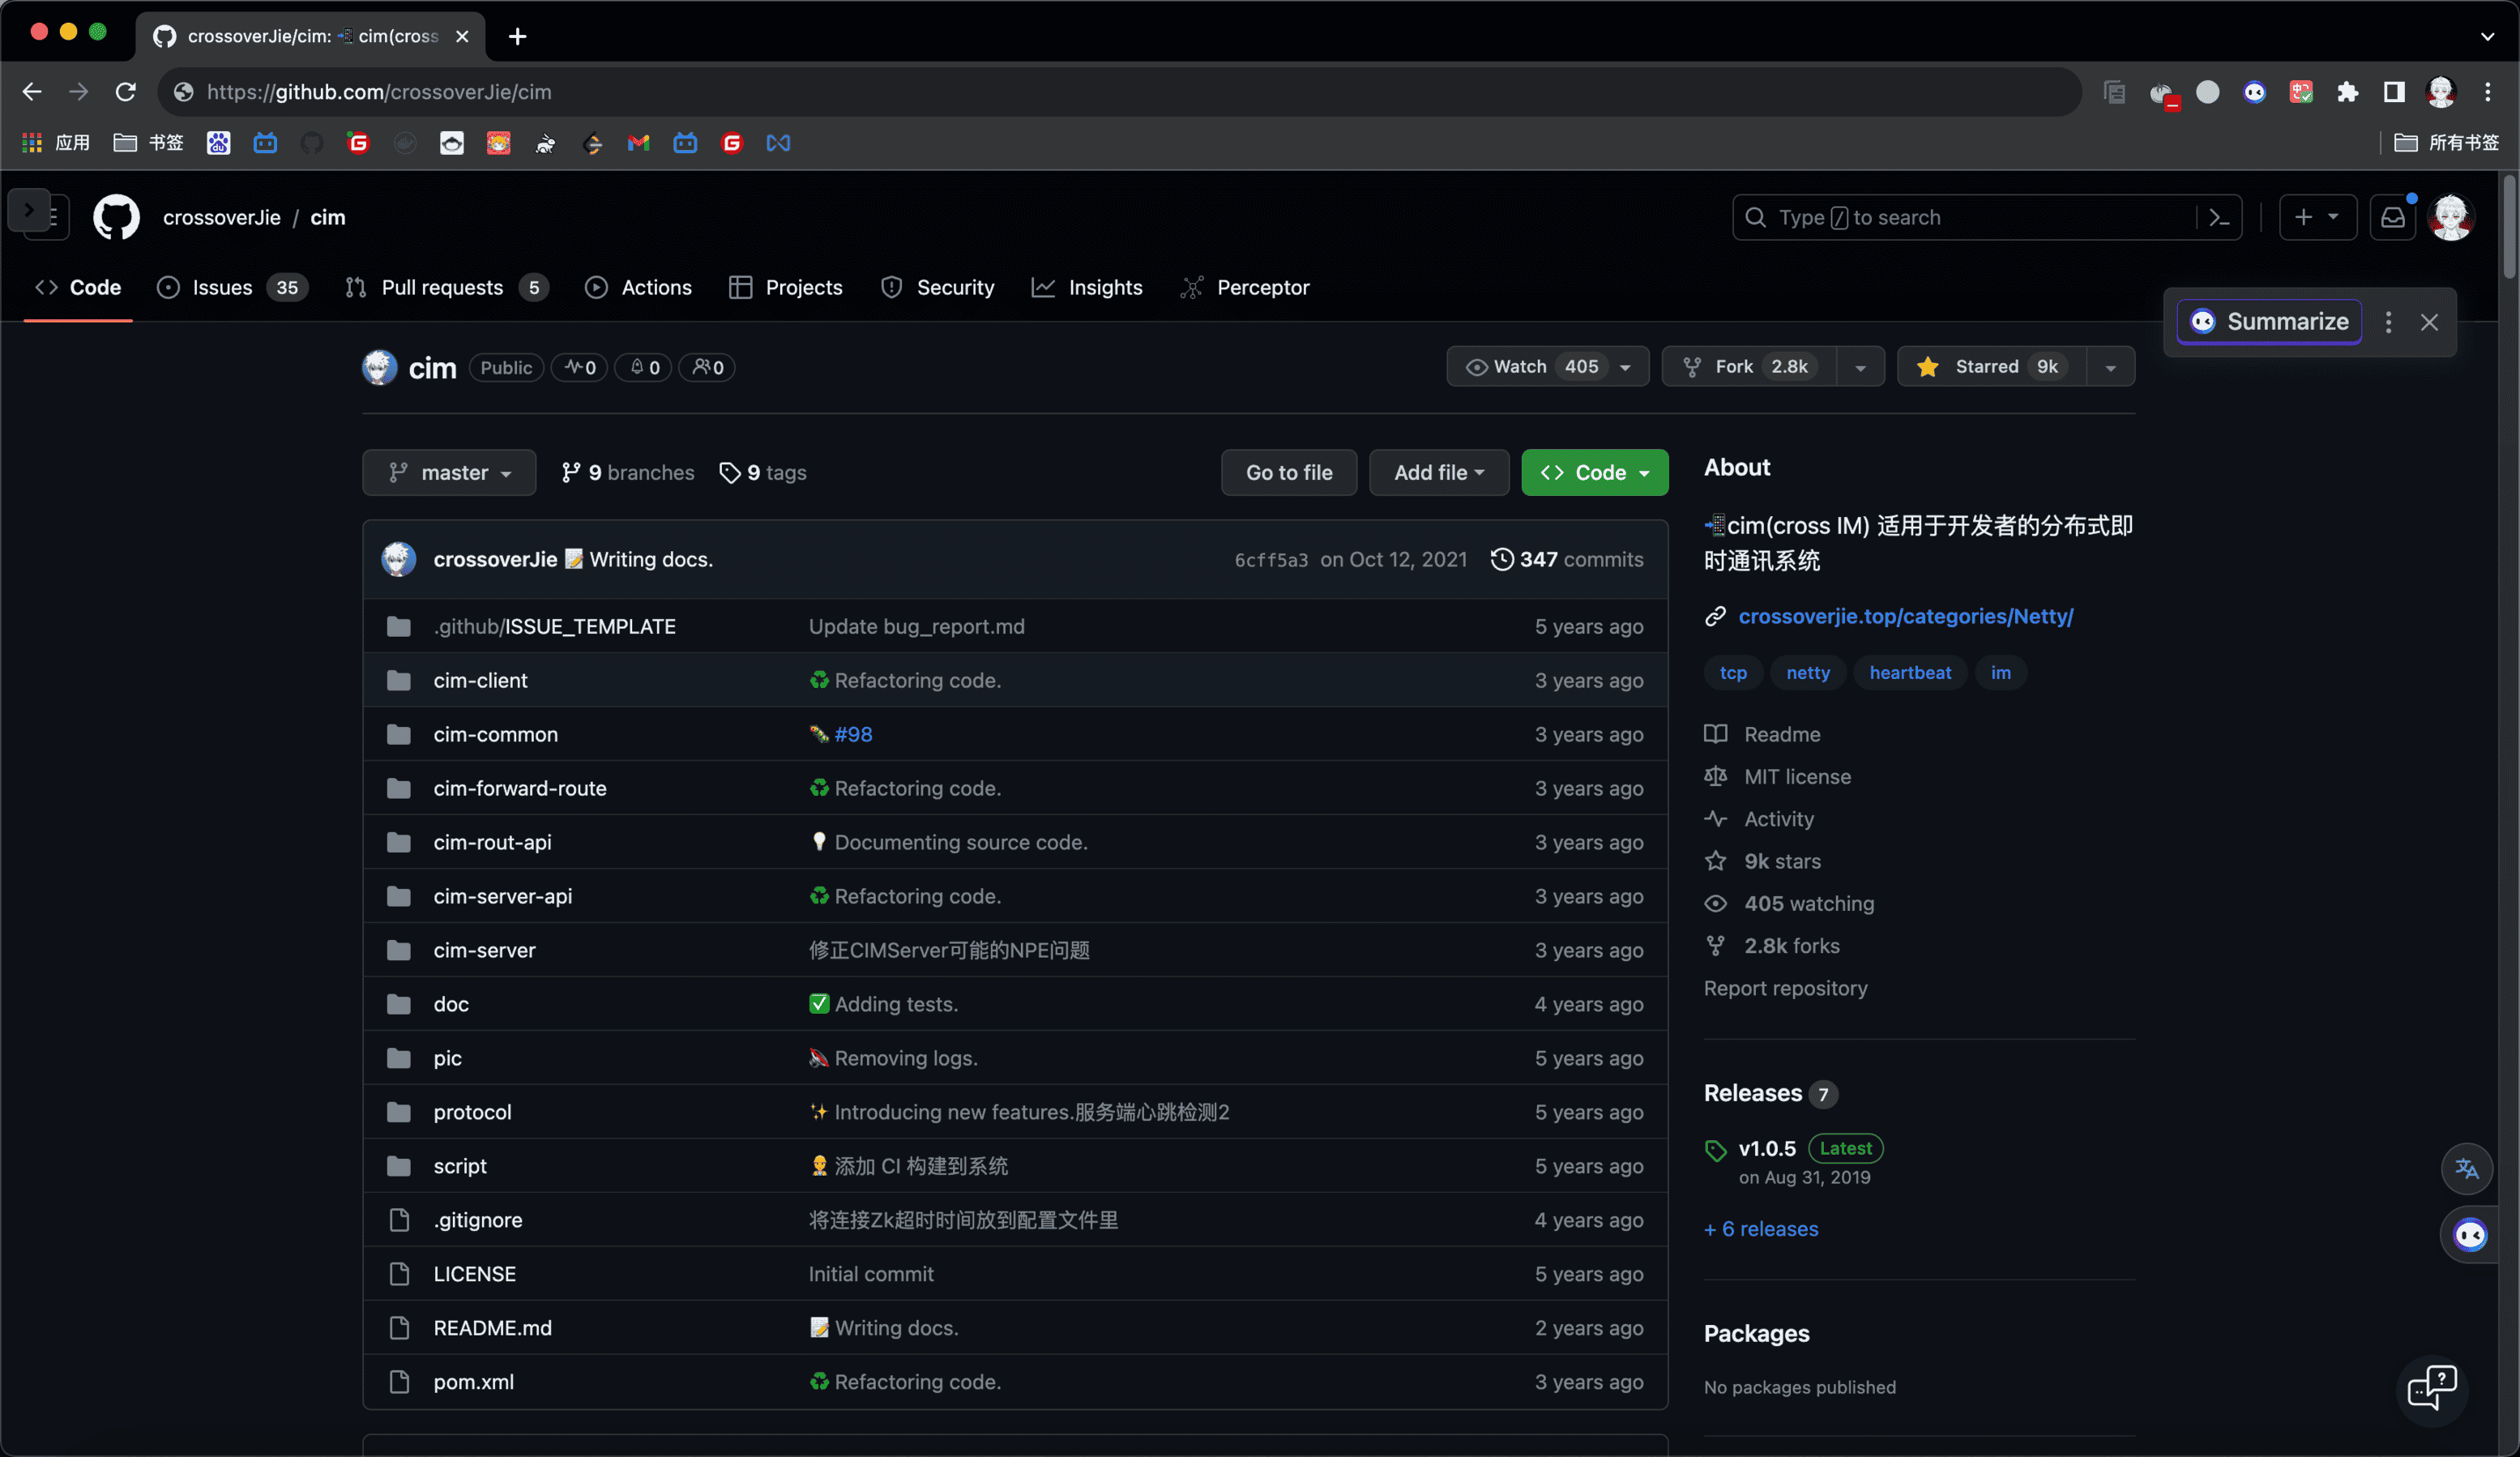 crossoverJie/cim: cim(cross
https://github.com/crossoverJie/cim
应用 书签 所有书签
crossoverJie / cim
Type / to search
Code Issues 35 Pull requests 5 Actions Projects Security Insights Perceptor
Summarize
cim Public 0 0 0
Watch 405 Fork 2.8k Starred 9k
master 9 branches 9 tags Go to file Add file Code
crossoverJie Writing docs. 6cff5a3 on Oct 12, 2021 347 commits
.github/ISSUE_TEMPLATE Update bug_report.md 5 years ago
cim-client Refactoring code. 3 years ago
cim-common #98 3 years ago
cim-forward-route Refactoring code. 3 years ago
cim-rout-api Documenting source code. 3 years ago
cim-server-api Refactoring code. 3 years ago
cim-server 修正CIMServer可能的NPE问题 3 years ago
doc Adding tests. 4 years ago
pic Removing logs. 5 years ago
protocol Introducing new features.服务端心跳检测2 5 years ago
script 添加 CI 构建到系统 5 years ago
.gitignore 将连接Zk超时时间放到配置文件里 4 years ago
LICENSE Initial commit 5 years ago
README.md Writing docs. 2 years ago
pom.xml Refactoring code. 3 years ago
About
cim(cross IM) 适用于开发者的分布式即
时通讯系统
crossoverjie.top/categories/Netty/
tcp netty heartbeat im
Readme
MIT license
Activity
9k stars
405 watching
2.8k forks
Report repository
Releases 7
v1.0.5 Latest
on Aug 31, 2019
+ 6 releases
Packages
No packages published